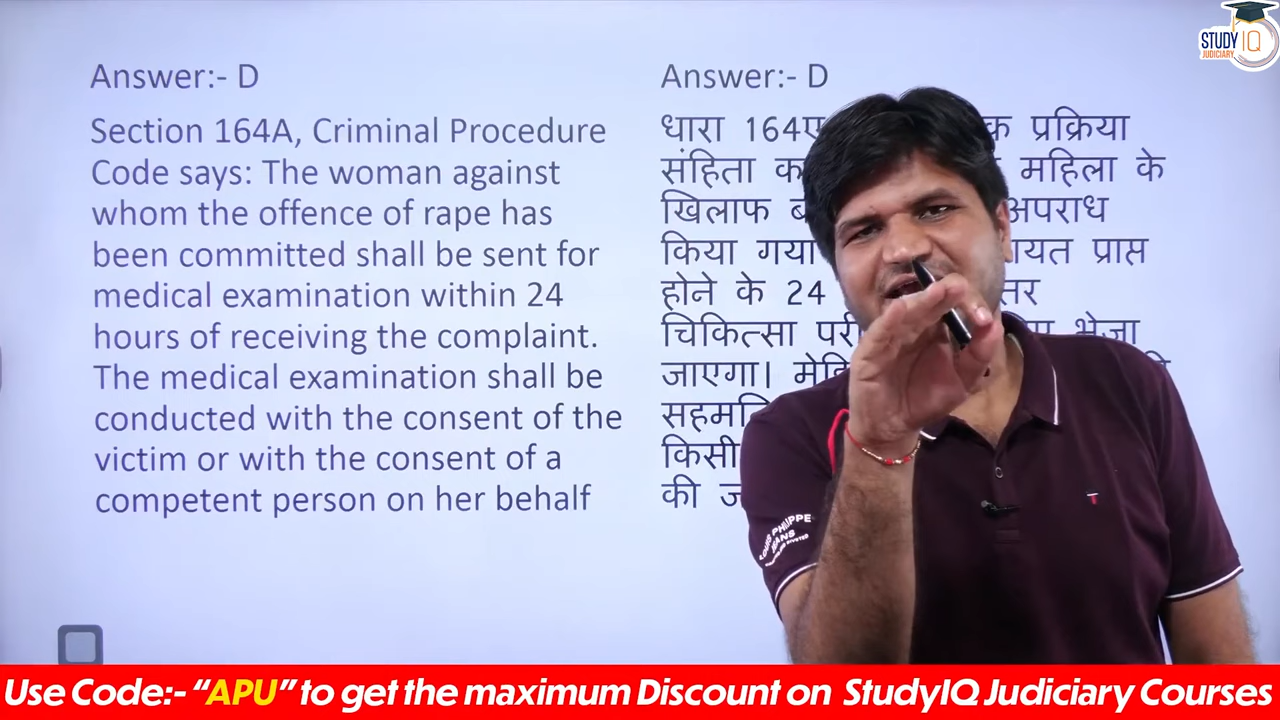 STUDY IQ
JUDICIARY
Answer:- D
Section 164A, Criminal Procedure
Code says: The woman against
whom the offence of rape has
been committed shall be sent for
medical examination within 24
hours of receiving the complaint.
The medical examination shall be
conducted with the consent of the
victim or with the consent of a
competent person on her behalf
Answer:- D
धारा 164ए प्रक्रिया
संहिता महिला के
खिलाफ अपराध
किया गया प्राप्त
होने के 24
चिकित्सा भेजा
जाएगा।
किसी
की
LOUIS PHILIPPE
JEANS
Use Code:- "APU" to get the maximum Discount on StudyIQ Judiciary Courses